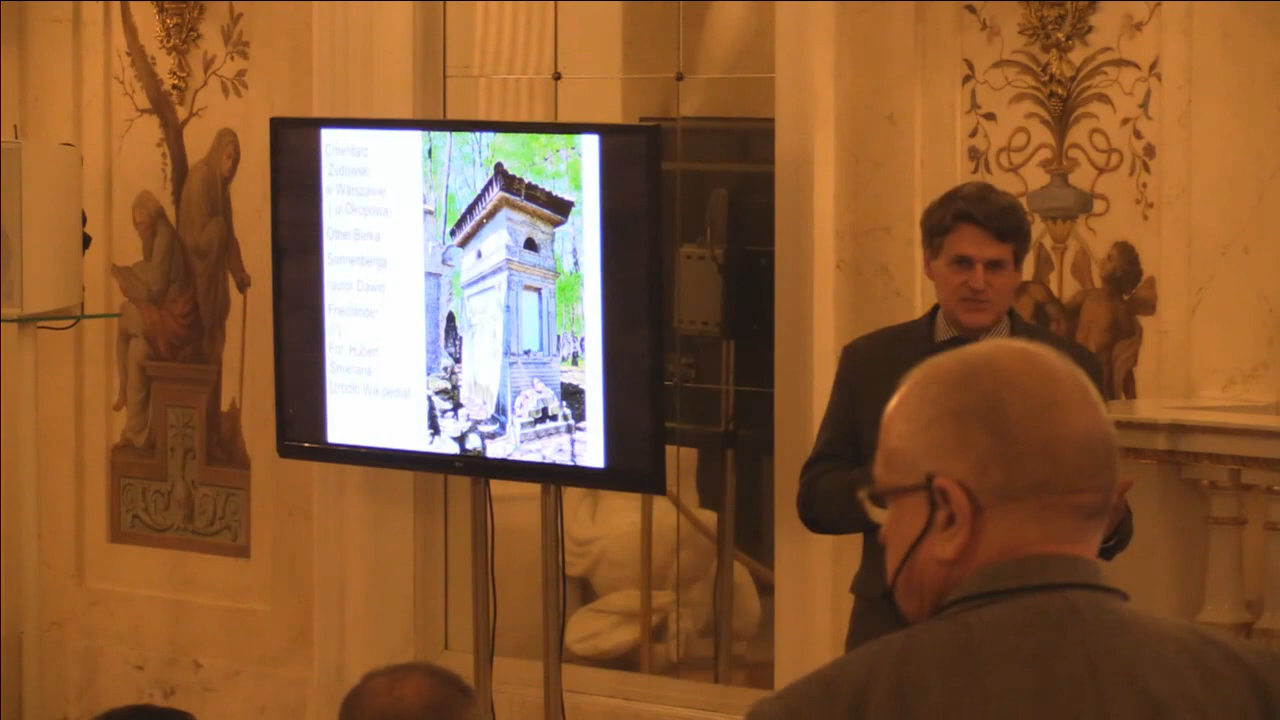 Cmentarz
Żydowski
w Warszawie
ul Okopowa
Ohel Berka
Sonnenberga
autor Dawid
Friedländer
(?)
Fot. Hubert
Śmietana
(źródło Wikipedia)